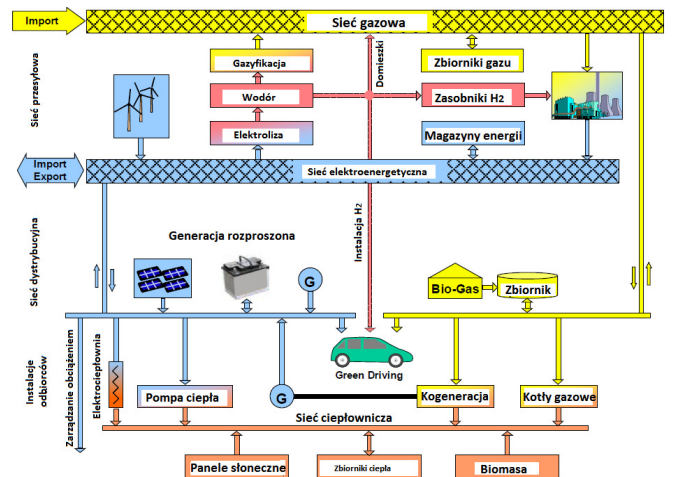 Import
Sieć gazowa
Gazyfikacja
Domieszki
Zbiorniki gazu
Sieć przesyłowa
Wodór
Zasobniki H2
Elektroliza
Magazyny energii
Import
Export
Sieć elektroenergetyczna
Instalacja H2
Sieć dystrybucyjna
Generacja rozproszona
G
Bio-Gas
Zbiornik
Instalacje
odbiorców
Zarządzanie obciążeniem
Elektrociepłownia
Green Driving
Pompa ciepła
G
Kogeneracja
Kotły gazowe
Sieć ciepłownicza
Panele słoneczne
Zbiorniki ciepła
Biomasa